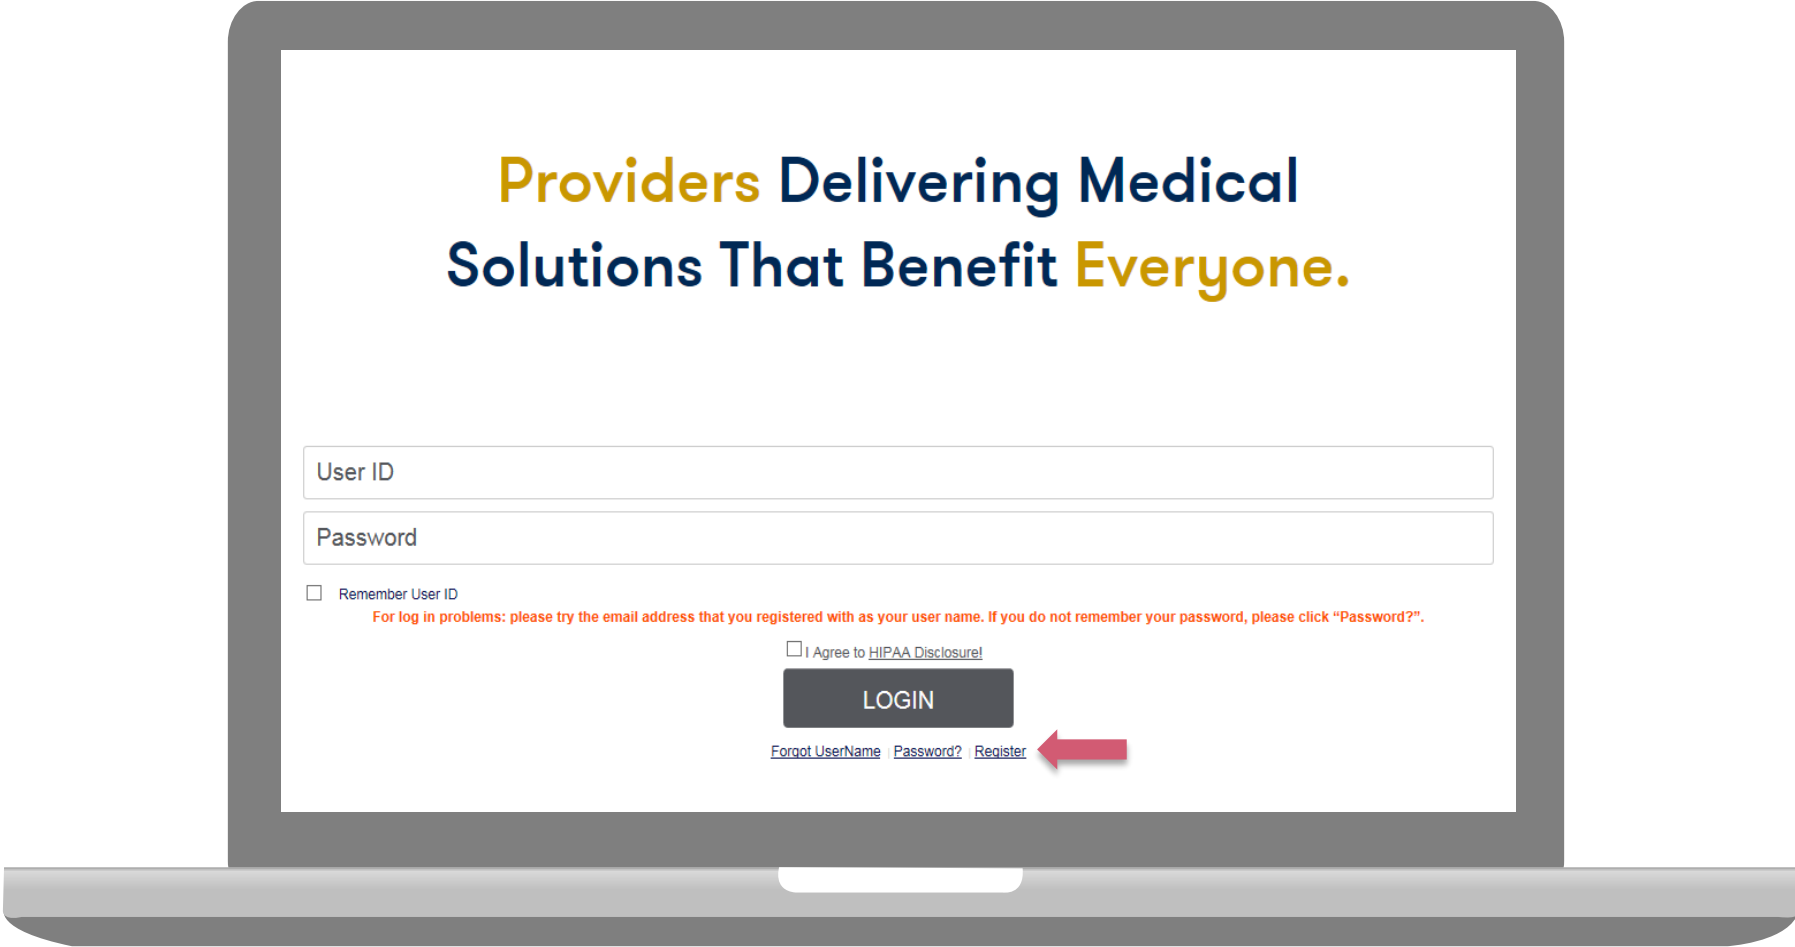 Providers Delivering Medical
Solutions That Benefit Everyone.
User ID
Password
Remember User ID
For log in problems: please try the email address that you registered with as your user name. If you do not remember your password, please click “Password?”.
I Agree to HIPAA Disclosure!
LOGIN
Forgot UserName | Password? | Register